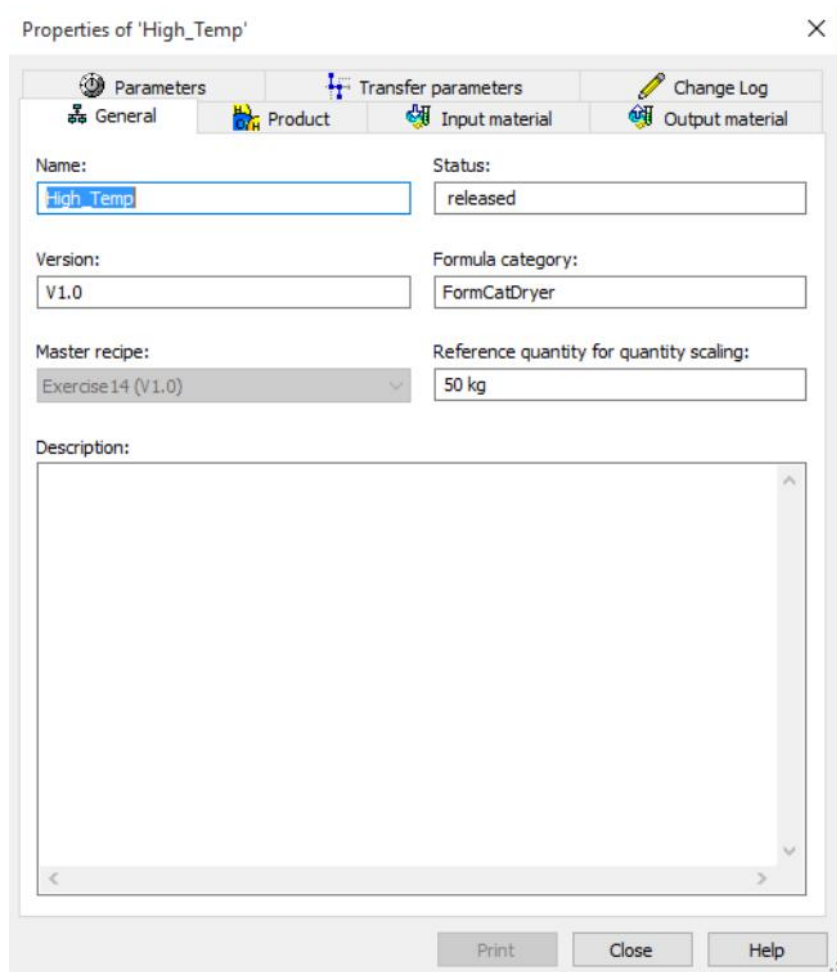 Properties of 'High_Temp'
Parameters Transfer parameters Change Log
General Product Input material Output material
Name: Status:
High_Temp released
Version: Formula category:
V1.0 FormCatDryer
Master recipe: Reference quantity for quantity scaling:
Exercise14 (V1.0) 50 kg
Description:
Print Close Help